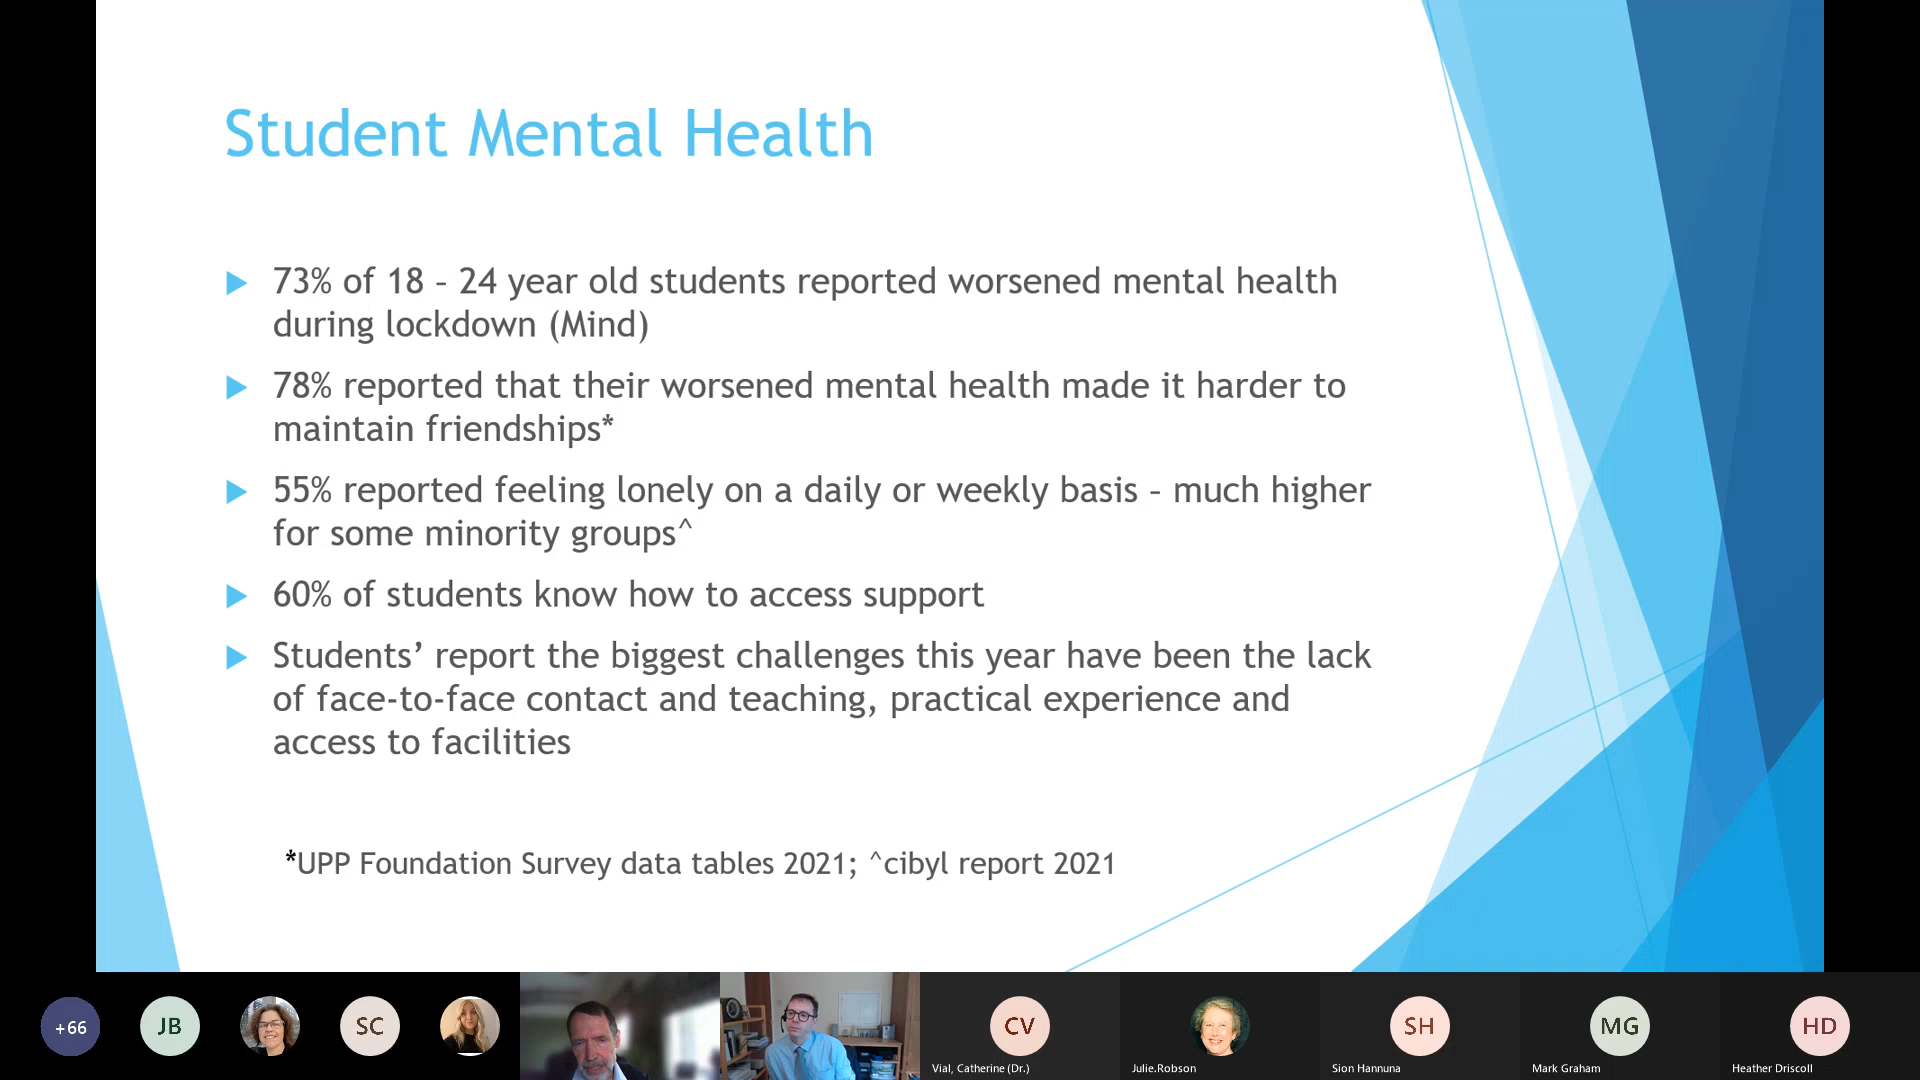 Student Mental Health
73% of 18 – 24 year old students reported worsened mental health
during lockdown (Mind)
78% reported that their worsened mental health made it harder to
maintain friendships*
55% reported feeling lonely on a daily or weekly basis – much higher
for some minority groups^
60% of students know how to access support
Students’ report the biggest challenges this year have been the lack
of face-to-face contact and teaching, practical experience and
access to facilities
*UPP Foundation Survey data tables 2021; ^cibyl report 2021
+66
JB
SC
CV
SH
MG
HD
Vial, Catherine (Dr.)
Julie.Robson
Sion Hannuna
Mark Graham
Heather Driscoll